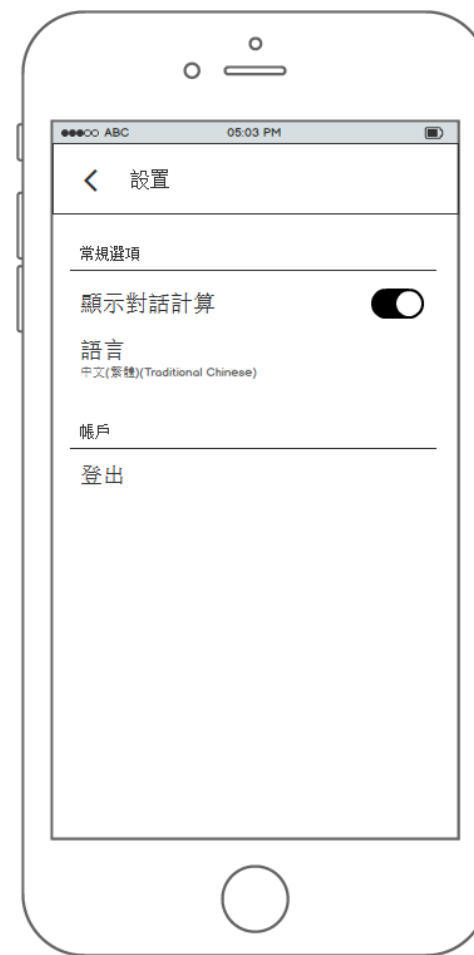 ABC 05:03 PM
設置
常規選項
顯示對話計算
語言
中文(繁體)(Traditional Chinese)
帳戶
登出